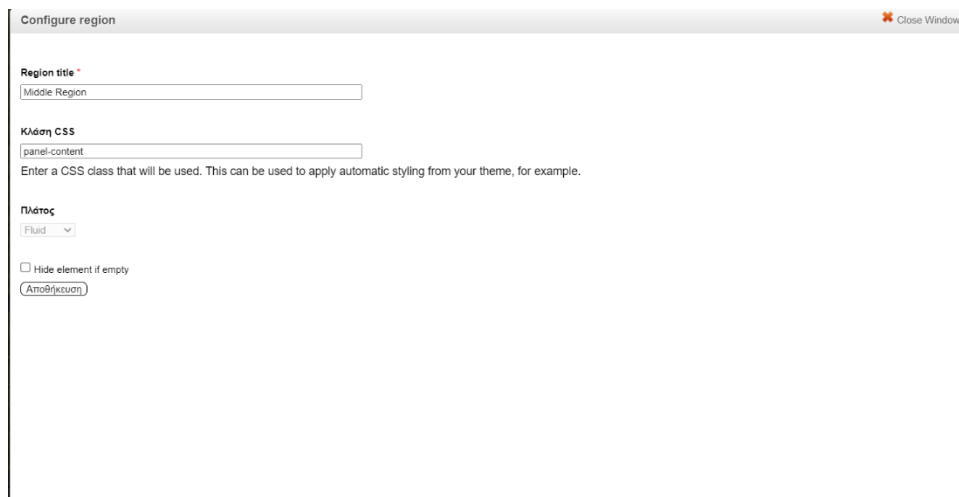 Configure region
Close Window
Region title *
Middle Region
Κλάση CSS
panel-content
Enter a CSS class that will be used. This can be used to apply automatic styling from your theme, for example.
Πλάτος
Fluid
Hide element if empty
Αποθήκευση